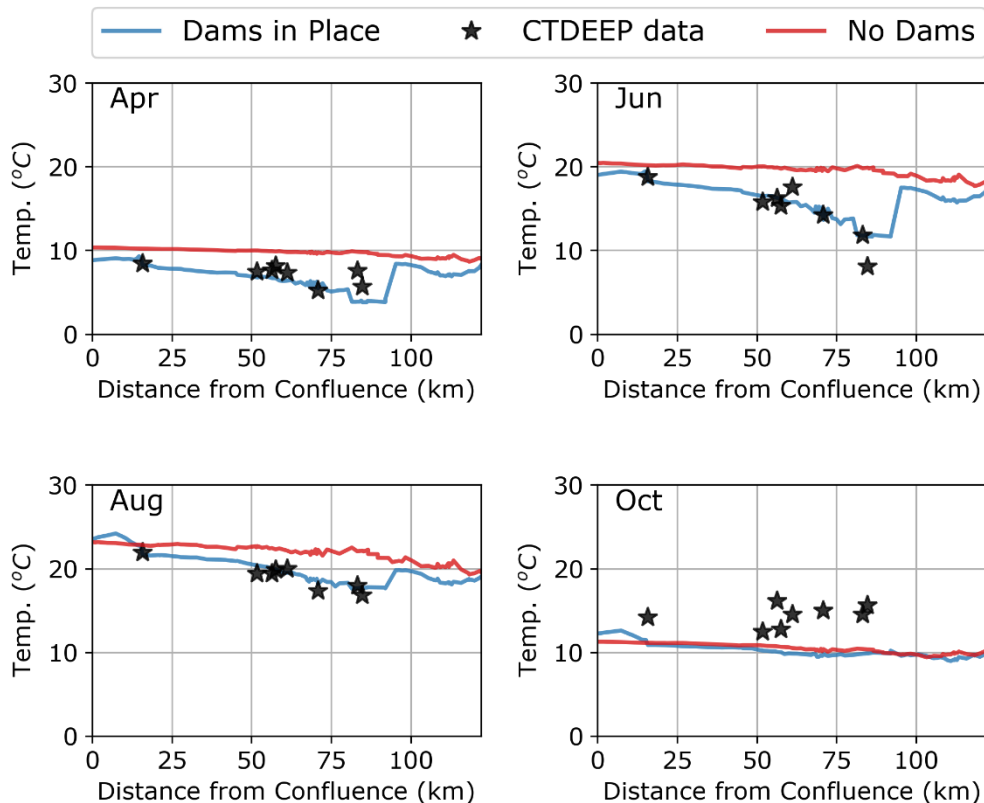 Dams in Place CTDEEP data No Dams
Apr
30
20
10
0
Temp. (°C)
0 25 50 75 100
Distance from Confluence (km)
Jun
30
20
10
0
Temp. (°C)
0 25 50 75 100
Distance from Confluence (km)
Aug
30
20
10
0
Temp. (°C)
0 25 50 75 100
Distance from Confluence (km)
Oct
30
20
10
0
Temp. (°C)
0 25 50 75 100
Distance from Confluence (km)